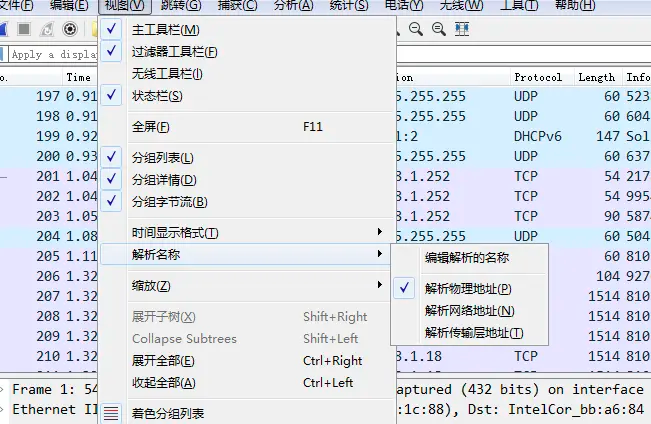 文件(F) 编辑(E) 视图(V) 跳转(G) 捕获(C) 分析(A) 统计(S) 电话(Y) 无线(W) 工具(T) 帮助(H)
主工具栏(M)
Apply a displa 过滤器工具栏(F)
无线工具栏(I)
No. Time tion Protocol Length Info
状态栏(S)
197 0.91 5.255.255 UDP 60 523
198 0.91 5.255.255 UDP 60 604
全屏(F) F11
199 0.92 1:2 DHCPv6 147 Sol
200 0.93 分组列表(L) 5.255.255 UDP 60 637
201 1.04 分组详情(D) 3.1.252 TCP 54 217
202 1.04 3.1.252 TCP 54 995
203 1.05 分组字节流(B) 3.1.252 TCP 90 587
204 1.08 时间显示格式(T) 5.255.255 UDP 60 504
205 1.11 解析名称 编辑解析的名称 60 810
206 1.32 缩放(Z) 解析物理地址(P) 104 927
207 1.32 1514 810
208 1.32 展开子树(X) Shift+Right 解析网络地址(N) 1514 810
209 1.32 Collapse Subtrees Shift+Left 解析传输层地址(T) 1514 810
210 1.32 展开全部(E) Ctrl+Right 3.1.18 TCP 1514 810
收起全部(A) Ctrl+Left
Frame 1: 54 aptured (432 bits) on interface
Ethernet II :1c:88), Dst: IntelCor_bb:a6:84
着色分组列表